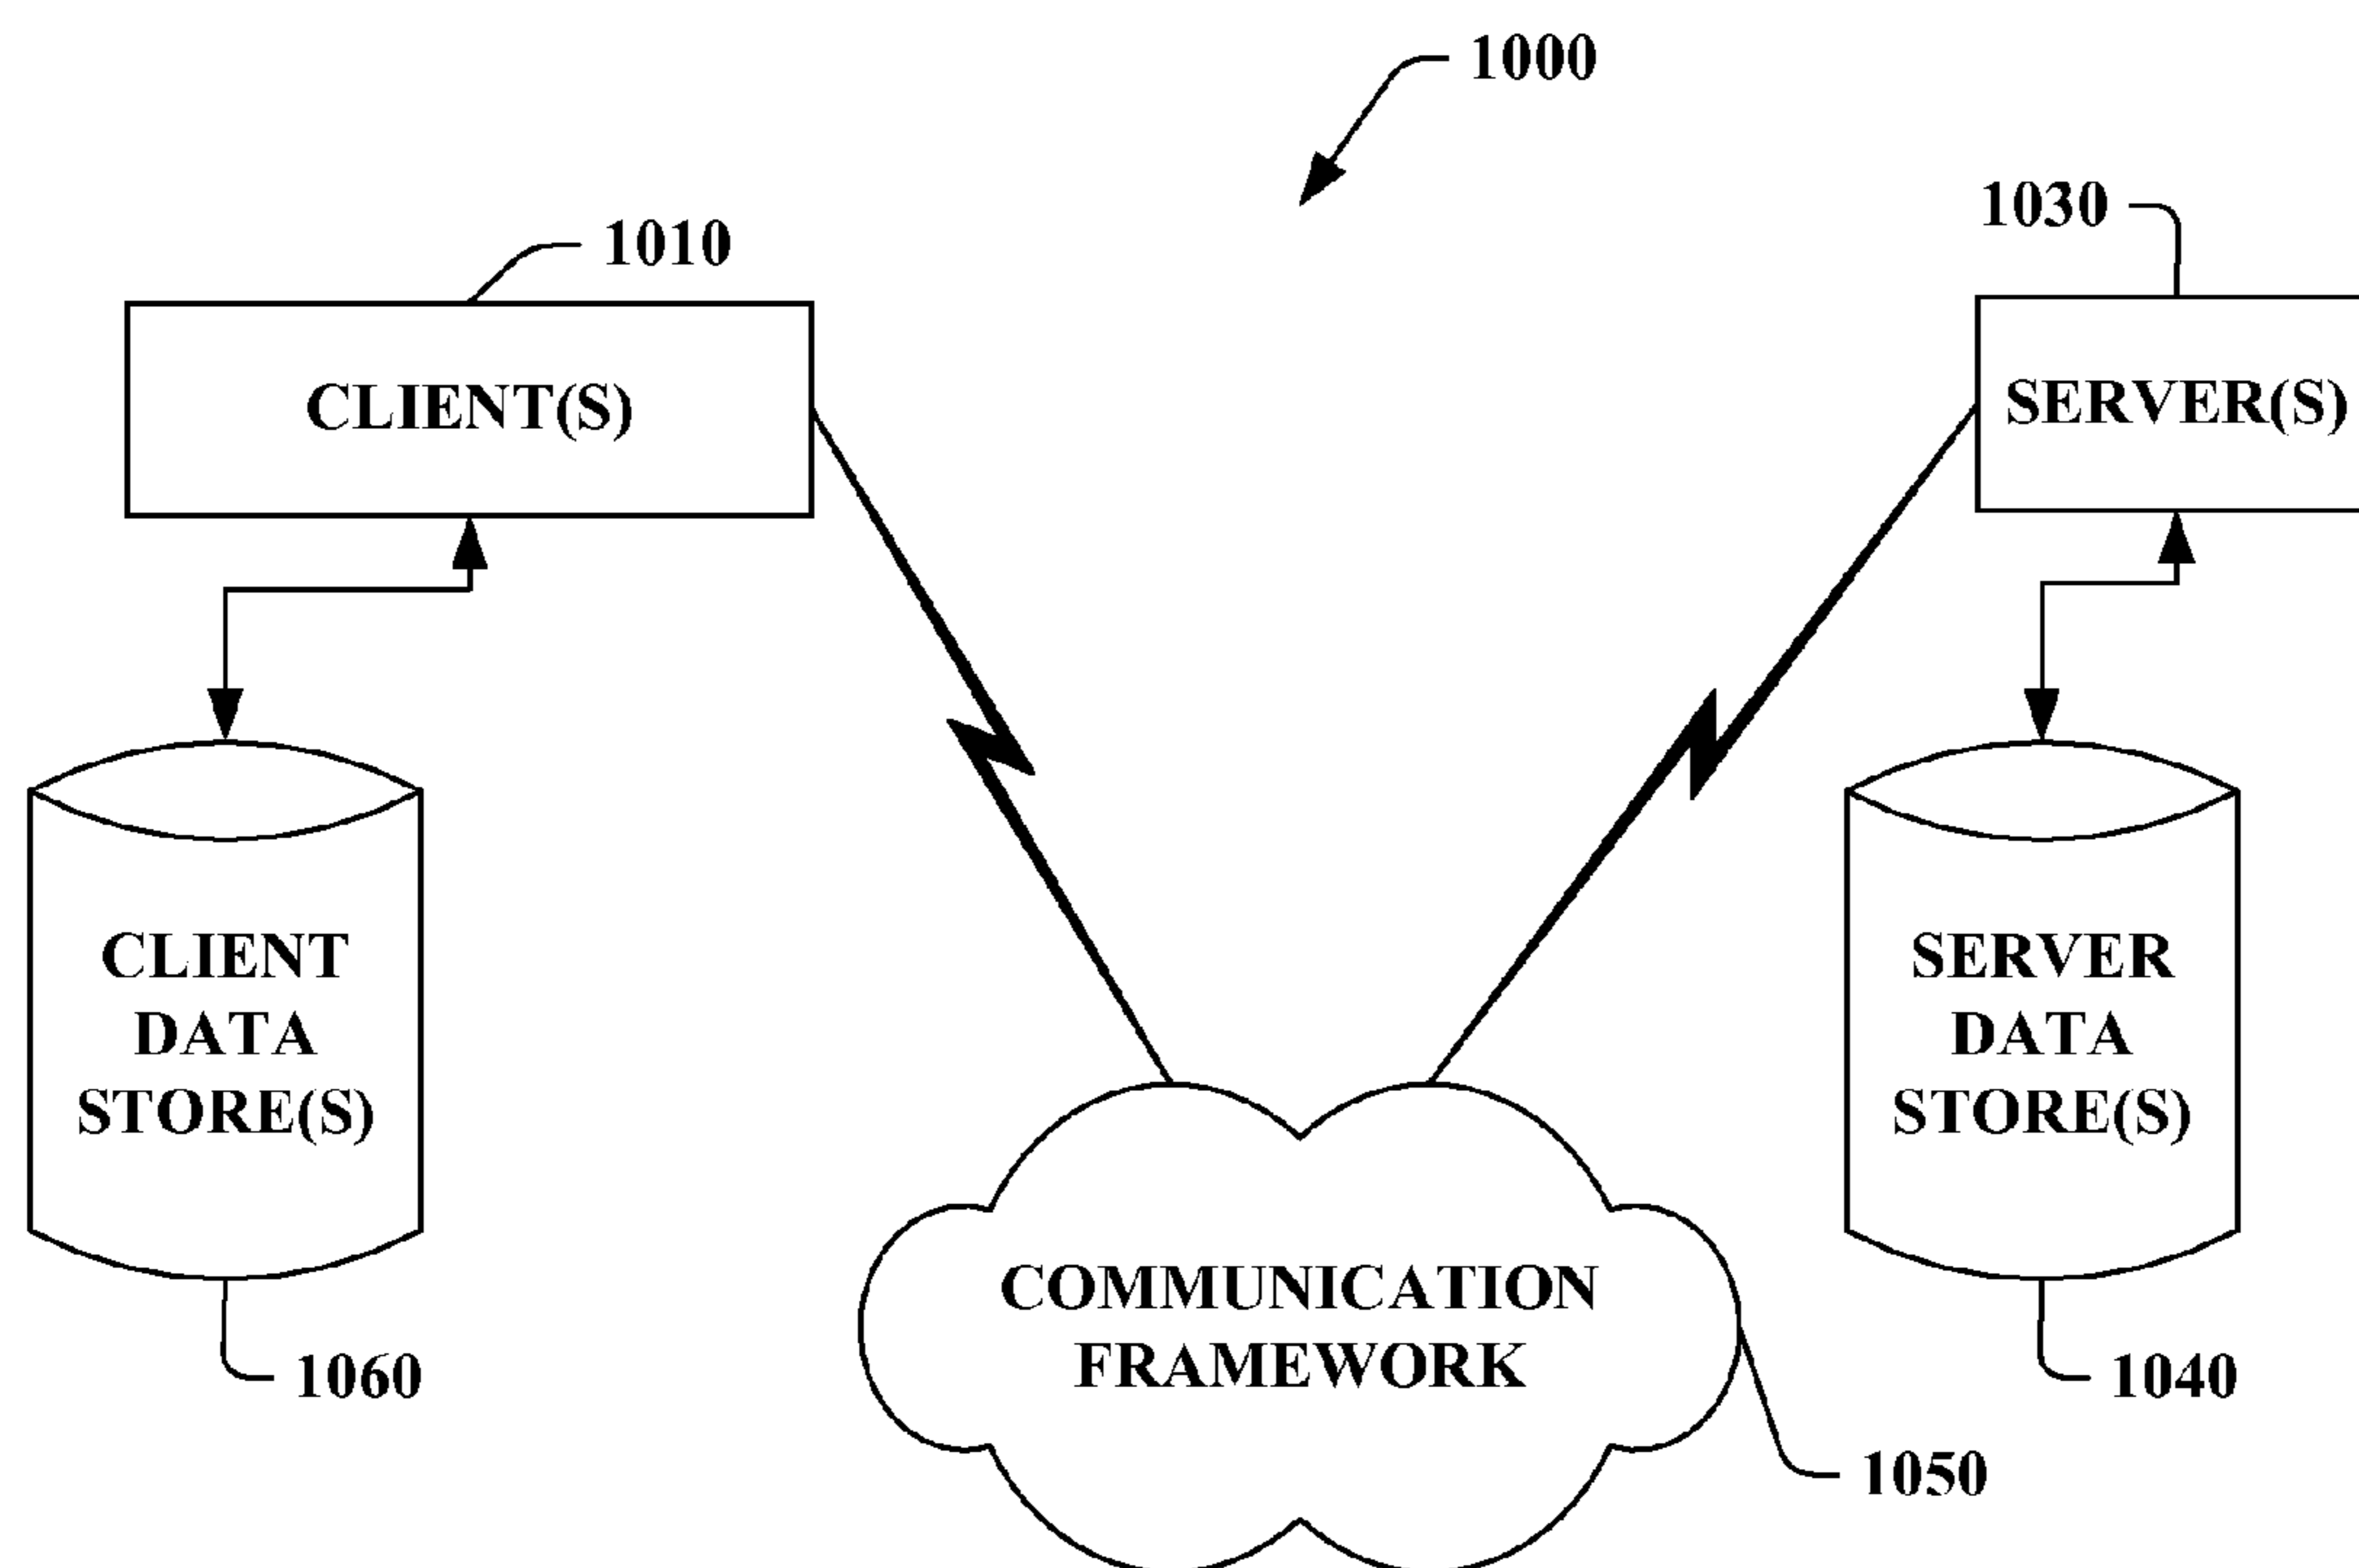 1000
1030
1010
CLIENT(S)
SERVER(S)
CLIENT
DATA
STORE(S)
SERVER
DATA
STORE(S)
COMMUNICATION
FRAMEWORK
1060
1040
1050